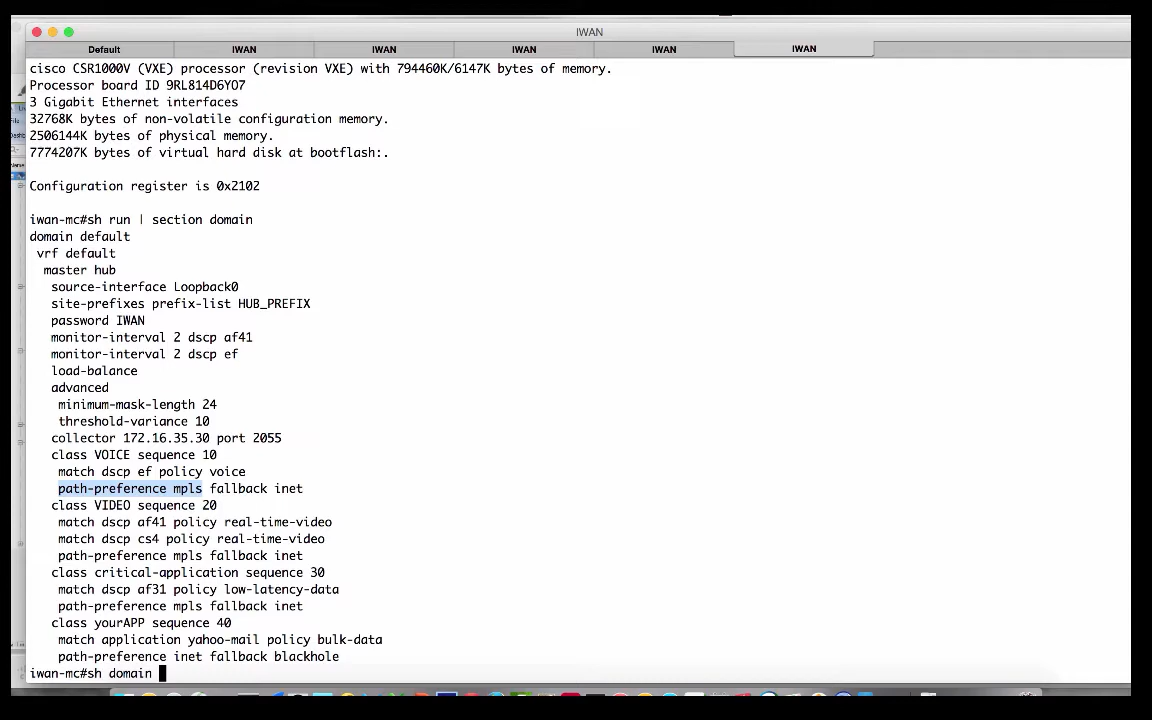 IWAN
Default IWAN IWAN IWAN IWAN IWAN
cisco CSR1000V (VXE) processor (revision VXE) with 794460K/6147K bytes of memory.
Processor board ID 9RL814D6YO7
3 Gigabit Ethernet interfaces
32768K bytes of non-volatile configuration memory.
2506144K bytes of physical memory.
7774207K bytes of virtual hard disk at bootflash:.
Configuration register is 0x2102
iwan-mc#sh run | section domain
domain default
vrf default
master hub
source-interface Loopback0
site-prefixes prefix-list HUB_PREFIX
password IWAN
monitor-interval 2 dscp af41
monitor-interval 2 dscp ef
load-balance
advanced
minimum-mask-length 24
threshold-variance 10
collector 172.16.35.30 port 2055
class VOICE sequence 10
match dscp ef policy voice
path-preference mpls fallback inet
class VIDEO sequence 20
match dscp af41 policy real-time-video
match dscp cs4 policy real-time-video
path-preference mpls fallback inet
class critical-application sequence 30
match dscp af31 policy low-latency-data
path-preference mpls fallback inet
class yourAPP sequence 40
match application yahoo-mail policy bulk-data
path-preference inet fallback blackhole
iwan-mc#sh domain